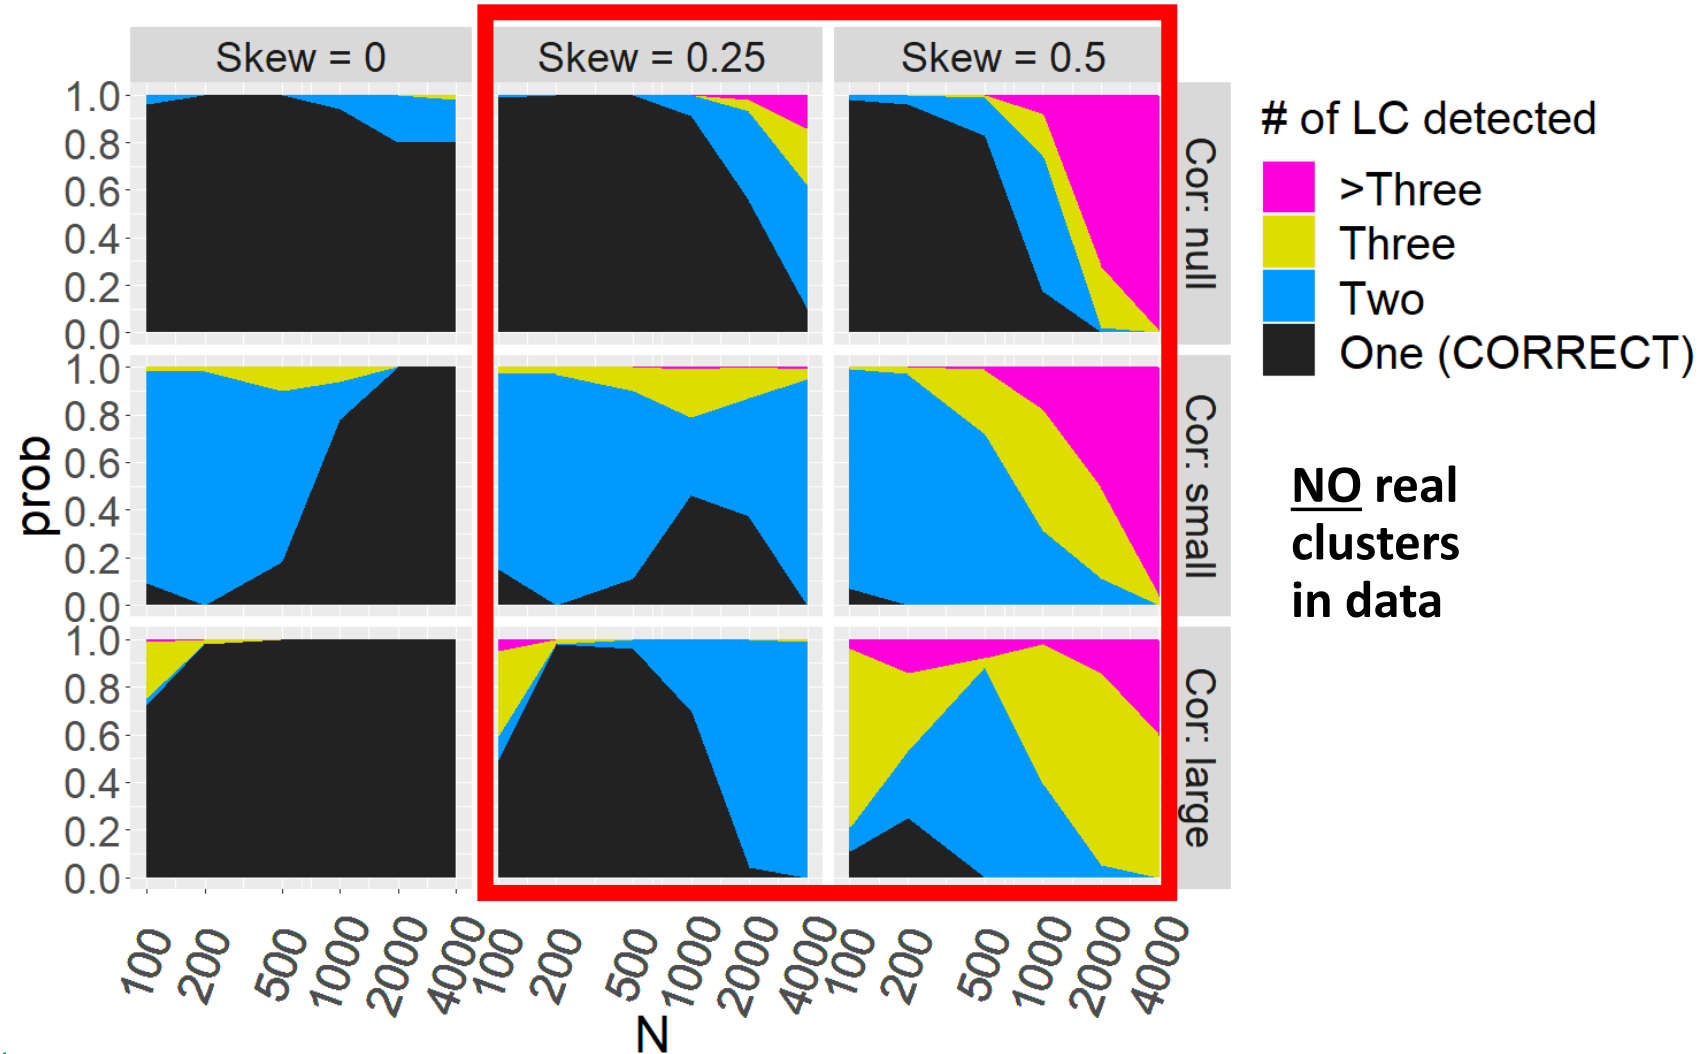 Skew = 0
Skew = 0.25
Skew = 0.5
1.0
0.8
0.6
0.4
0.2
0.0
Cor: null
1.0
0.8
0.6
0.4
0.2
0.0
Cor: small
1.0
0.8
0.6
0.4
0.2
0.0
Cor: large
prob
100
200
500
1000
2000
4000
100
200
500
1000
2000
4000
100
200
500
1000
2000
4000
N
# of LC detected
>Three
Three
Two
One (CORRECT)
NO real
clusters
in data